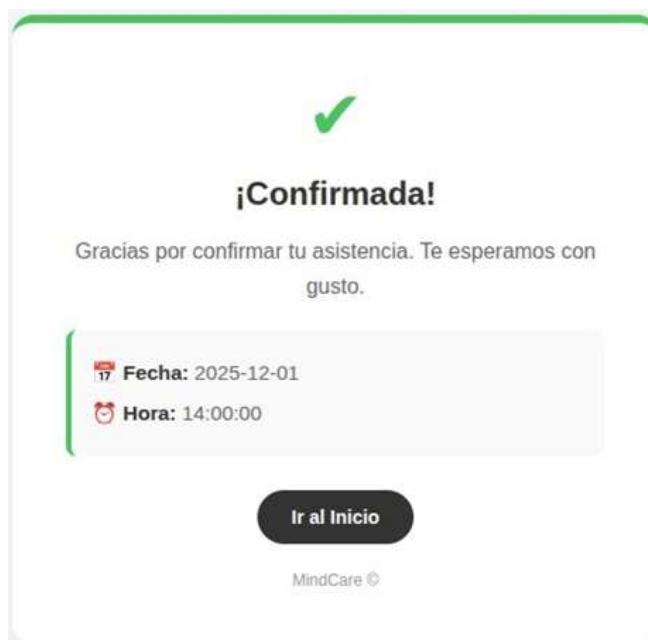 ¡Confirmada!
Gracias por confirmar tu asistencia. Te esperamos con
gusto.
📅 Fecha: 2025-12-01
⏰ Hora: 14:00:00
Ir al Inicio
MindCare ©